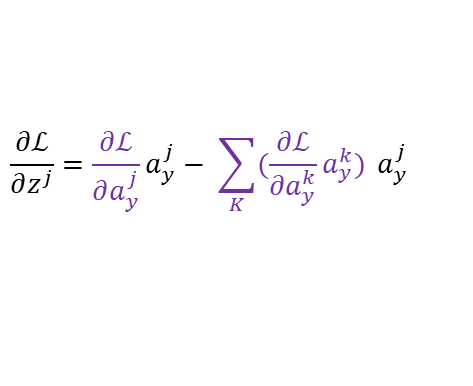 ∂ℒ/∂z^j = ∂ℒ/∂a_y^j a_y^j − ∑_K (∂ℒ/∂a_y^k a_y^k) a_y^j